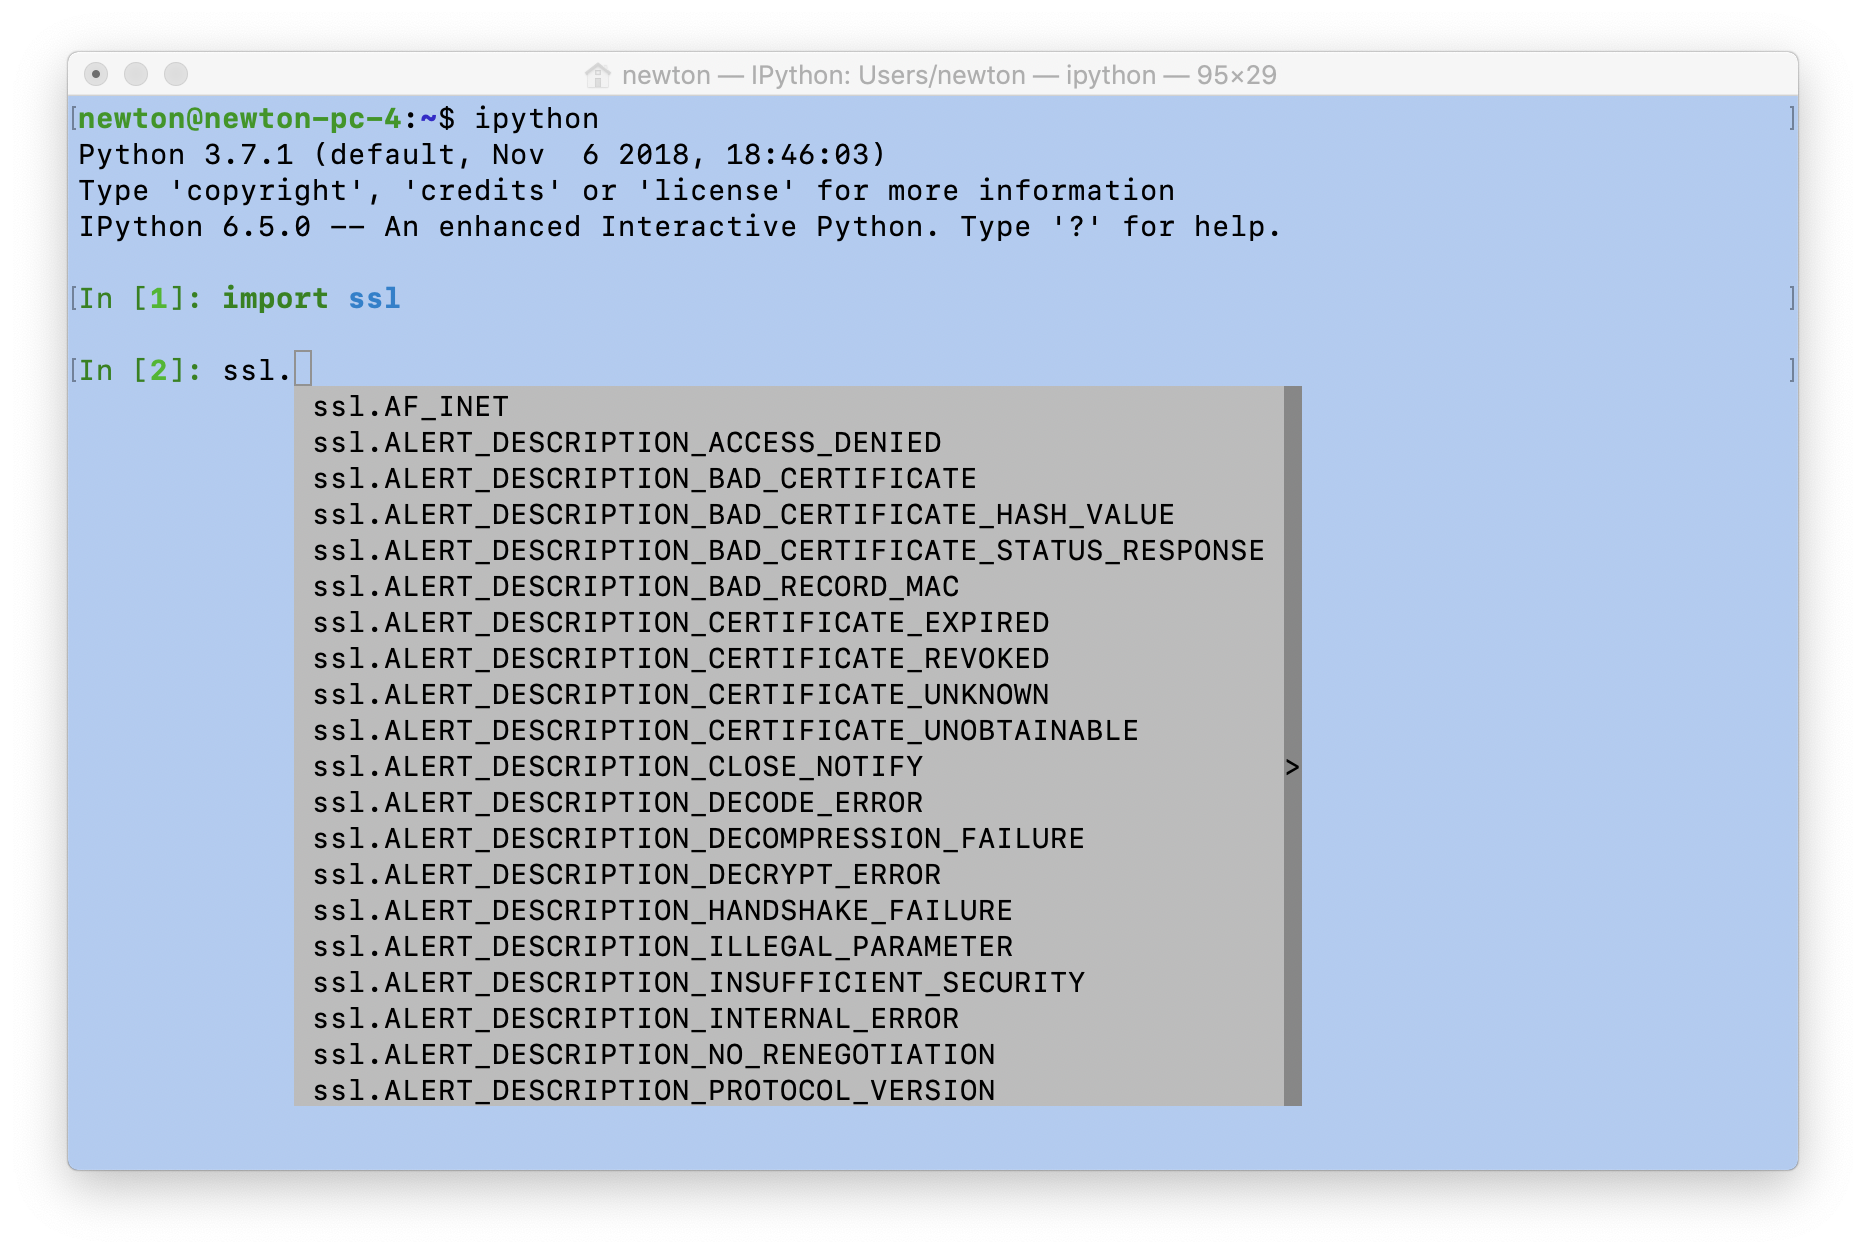 newton — IPython: Users/newton — ipython — 95×29
[newton@newton-pc-4:~$ ipython ]
Python 3.7.1 (default, Nov  6 2018, 18:46:03)
Type 'copyright', 'credits' or 'license' for more information
IPython 6.5.0 -- An enhanced Interactive Python. Type '?' for help.
[In [1]: import ssl ]
[In [2]: ssl. ]
ssl.AF_INET
ssl.ALERT_DESCRIPTION_ACCESS_DENIED
ssl.ALERT_DESCRIPTION_BAD_CERTIFICATE
ssl.ALERT_DESCRIPTION_BAD_CERTIFICATE_HASH_VALUE
ssl.ALERT_DESCRIPTION_BAD_CERTIFICATE_STATUS_RESPONSE
ssl.ALERT_DESCRIPTION_BAD_RECORD_MAC
ssl.ALERT_DESCRIPTION_CERTIFICATE_EXPIRED
ssl.ALERT_DESCRIPTION_CERTIFICATE_REVOKED
ssl.ALERT_DESCRIPTION_CERTIFICATE_UNKNOWN
ssl.ALERT_DESCRIPTION_CERTIFICATE_UNOBTAINABLE
ssl.ALERT_DESCRIPTION_CLOSE_NOTIFY >
ssl.ALERT_DESCRIPTION_DECODE_ERROR
ssl.ALERT_DESCRIPTION_DECOMPRESSION_FAILURE
ssl.ALERT_DESCRIPTION_DECRYPT_ERROR
ssl.ALERT_DESCRIPTION_HANDSHAKE_FAILURE
ssl.ALERT_DESCRIPTION_ILLEGAL_PARAMETER
ssl.ALERT_DESCRIPTION_INSUFFICIENT_SECURITY
ssl.ALERT_DESCRIPTION_INTERNAL_ERROR
ssl.ALERT_DESCRIPTION_NO_RENEGOTIATION
ssl.ALERT_DESCRIPTION_PROTOCOL_VERSION